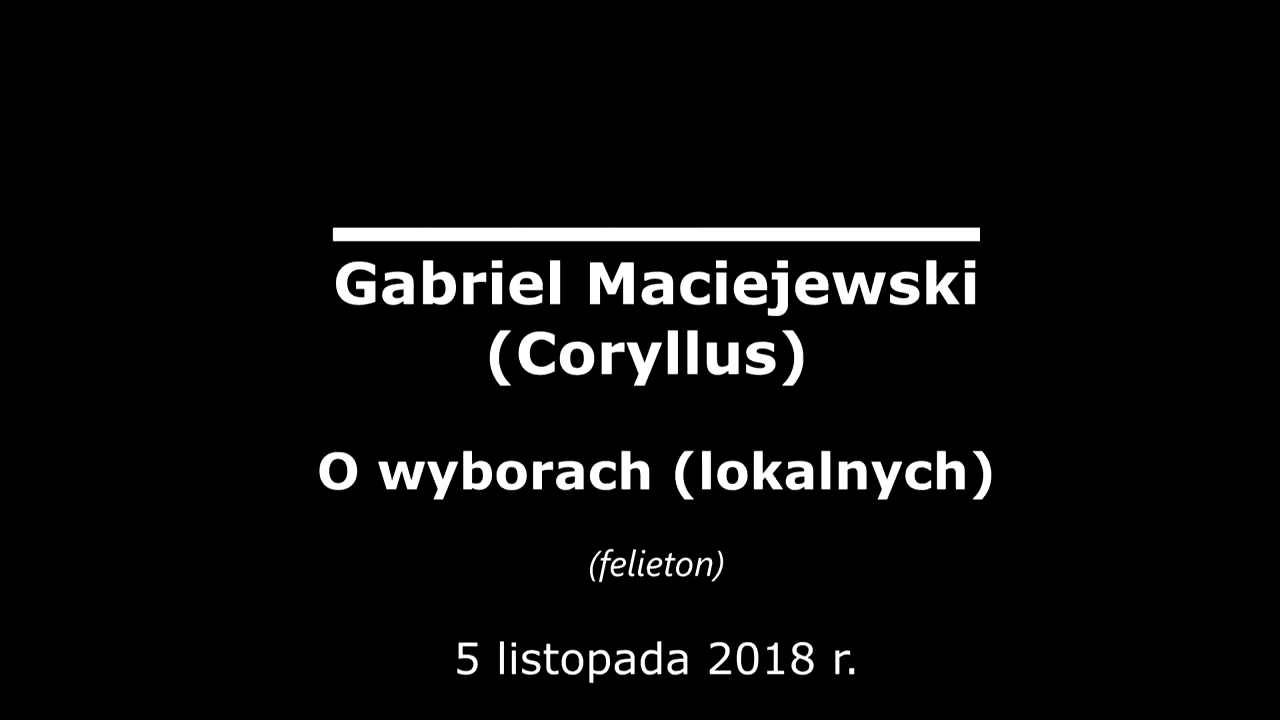 Gabriel Maciejewski
(Coryllus)
O wyborach (lokalnych)
(felieton)
5 listopada 2018 r.